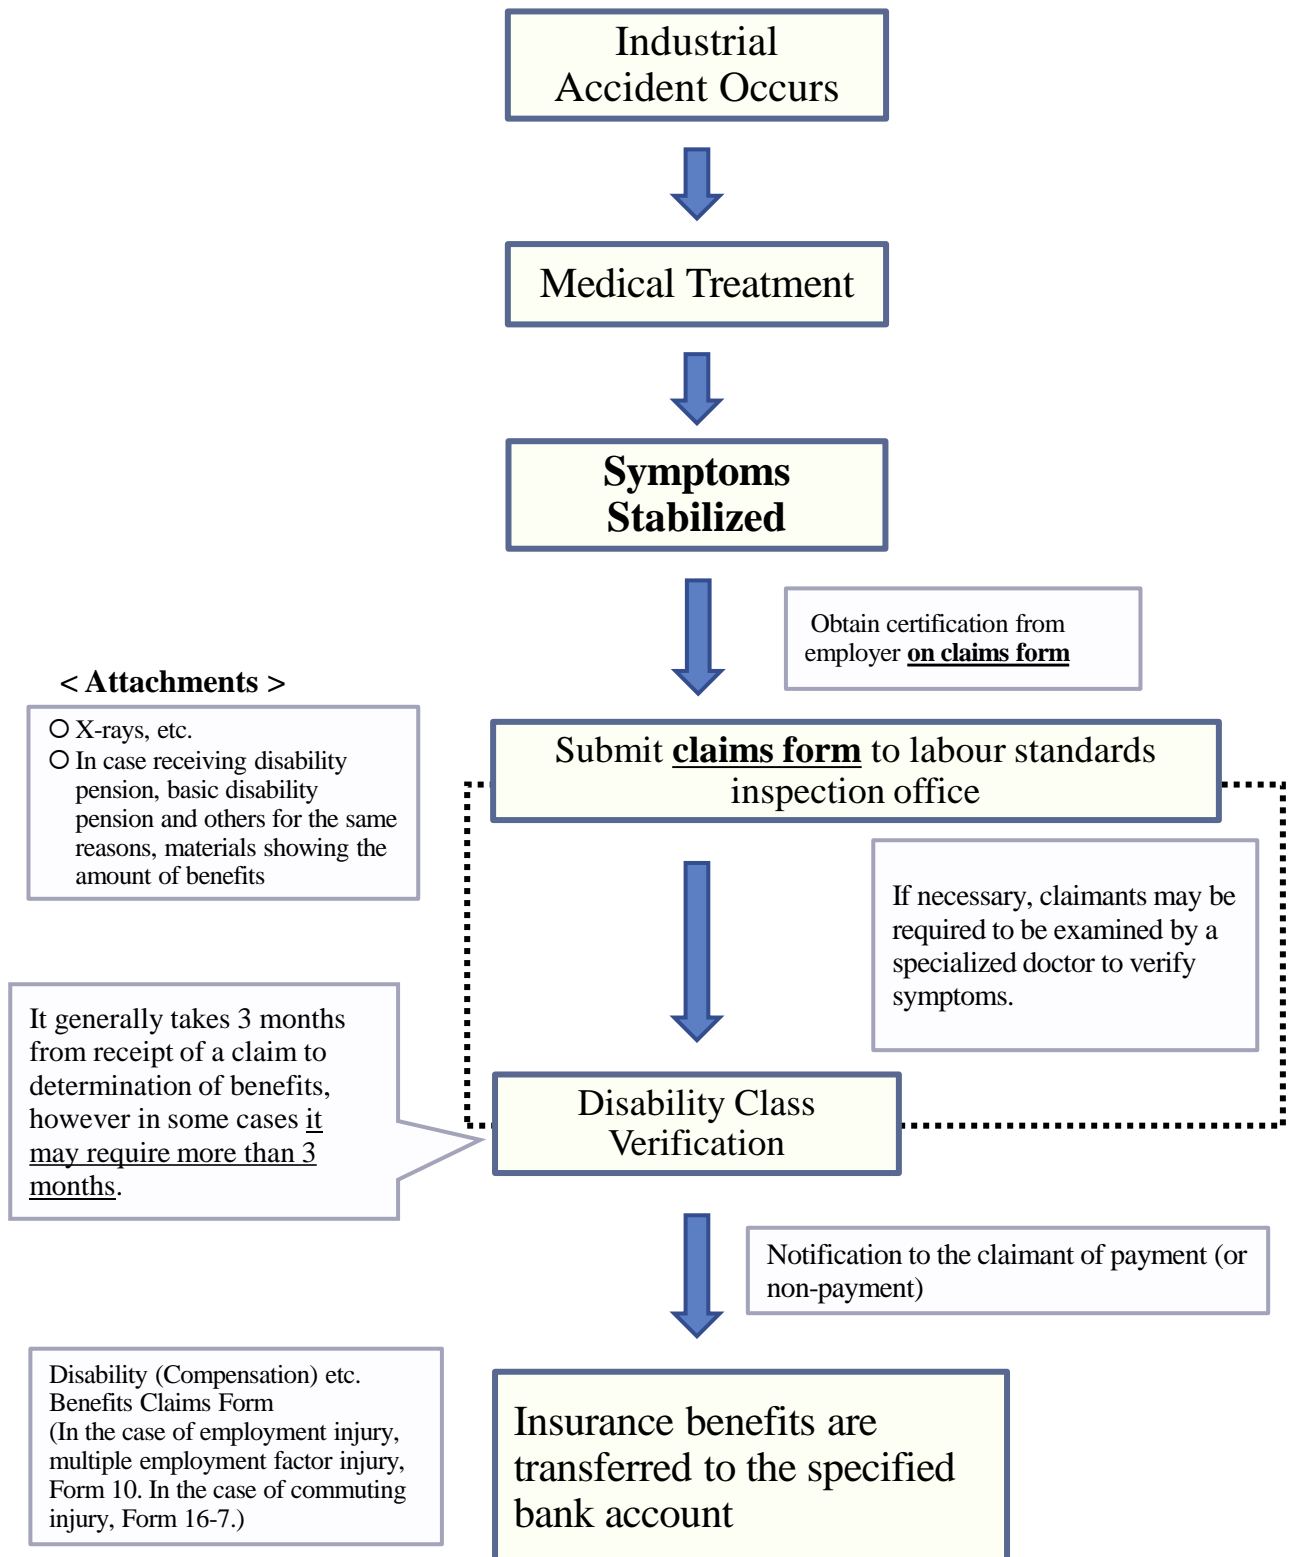 Industrial
Accident Occurs
Medical Treatment
Symptoms
Stabilized
Obtain certification from
employer on claims form
< Attachments >
○ X-rays, etc.
○ In case receiving disability
pension, basic disability
pension and others for the same
reasons, materials showing the
amount of benefits
Submit claims form to labour standards
inspection office
If necessary, claimants may be
required to be examined by a
specialized doctor to verify
symptoms.
It generally takes 3 months
from receipt of a claim to
determination of benefits,
however in some cases it
may require more than 3
months.
Disability Class
Verification
Notification to the claimant of payment (or
non-payment)
Disability (Compensation) etc.
Benefits Claims Form
(In the case of employment injury,
multiple employment factor injury,
Form 10. In the case of commuting
injury, Form 16-7.)
Insurance benefits are
transferred to the specified
bank account